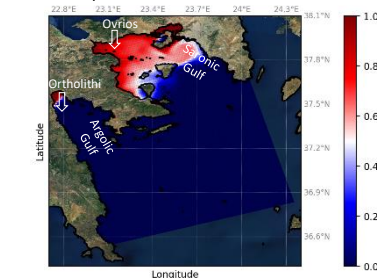 22.8°E 23.1°E 23.4°E 23.7°E 24°E 24.3°E
Ovrios
38.1°N
1.0
Saronic
Gulf
37.8°N
0.8
Ortholithi
37.5°N
0.6
Argolic
Gulf
Latitude
37.2°N
0.4
36.9°N
0.2
36.6°N
0.0
Longitude